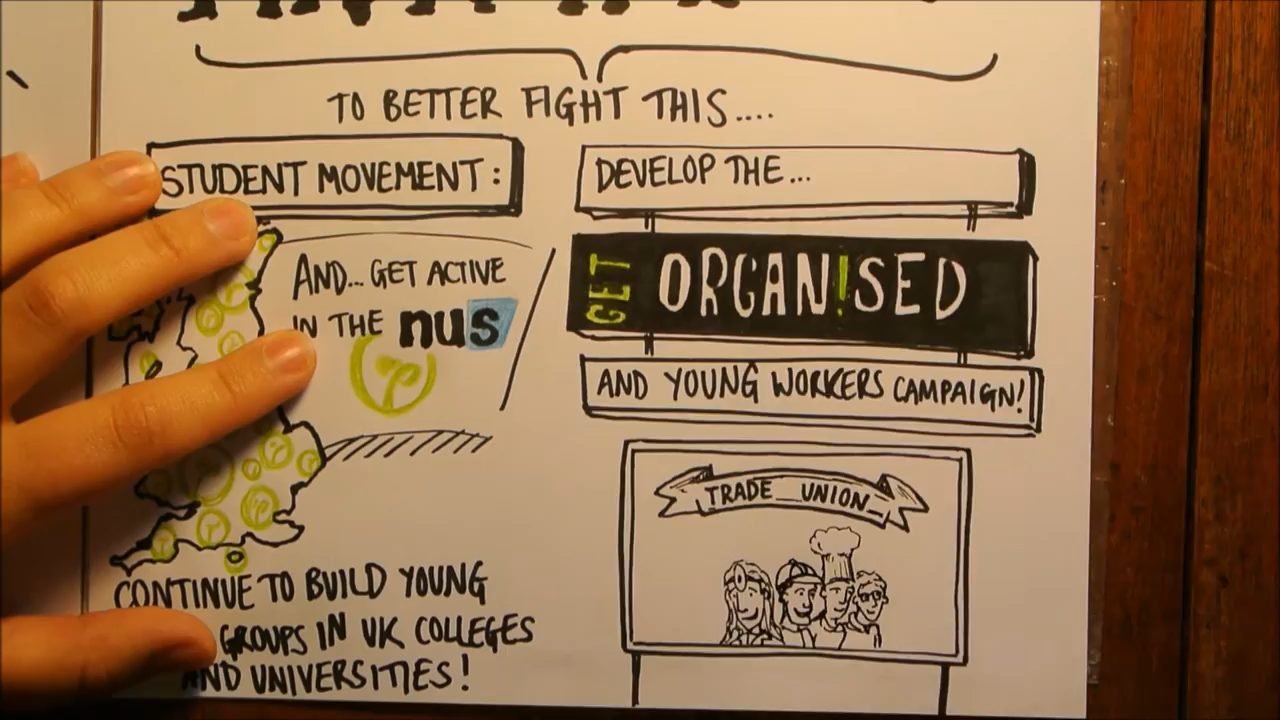 TO BETTER FIGHT THIS....
STUDENT MOVEMENT:
AND... GET ACTIVE
IN THE nus
CONTINUE TO BUILD YOUNG
GROUPS IN UK COLLEGES
AND UNIVERSITIES!
DEVELOP THE...
GET ORGAN!SED
AND YOUNG WORKERS CAMPAIGN!
TRADE UNION